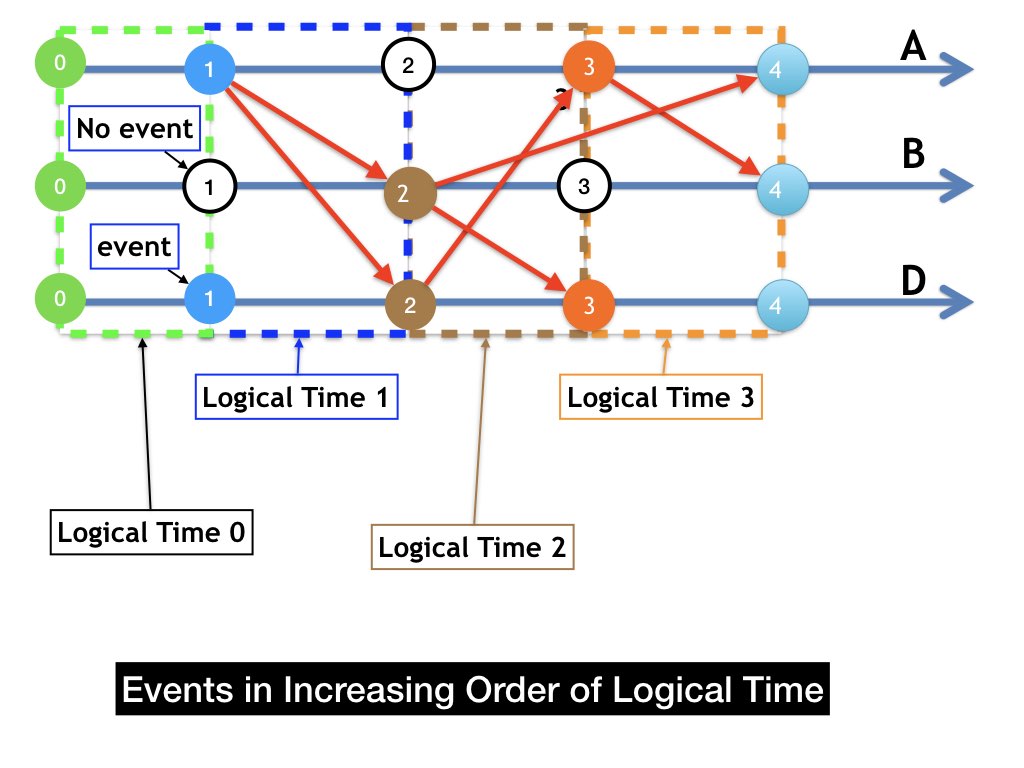 0
1
2
3
4
A
?
No event
0
1
2
3
4
B
event
0
1
2
3
4
D
Logical Time 1
Logical Time 3
Logical Time 0
Logical Time 2
Events in Increasing Order of Logical Time